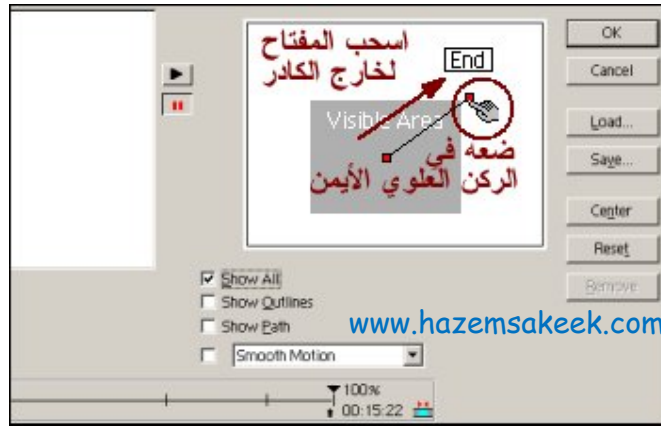 اسحب المفتاح
لخارج الكادر
End
Visible Area
ضعه في
الركن العلوي الأيمن
OK
Cancel
Load...
Save...
Center
Reset
Remove
Show All
Show Outlines
Show Path
Smooth Motion
www.hazemsakeek.com
100%
00:15:22